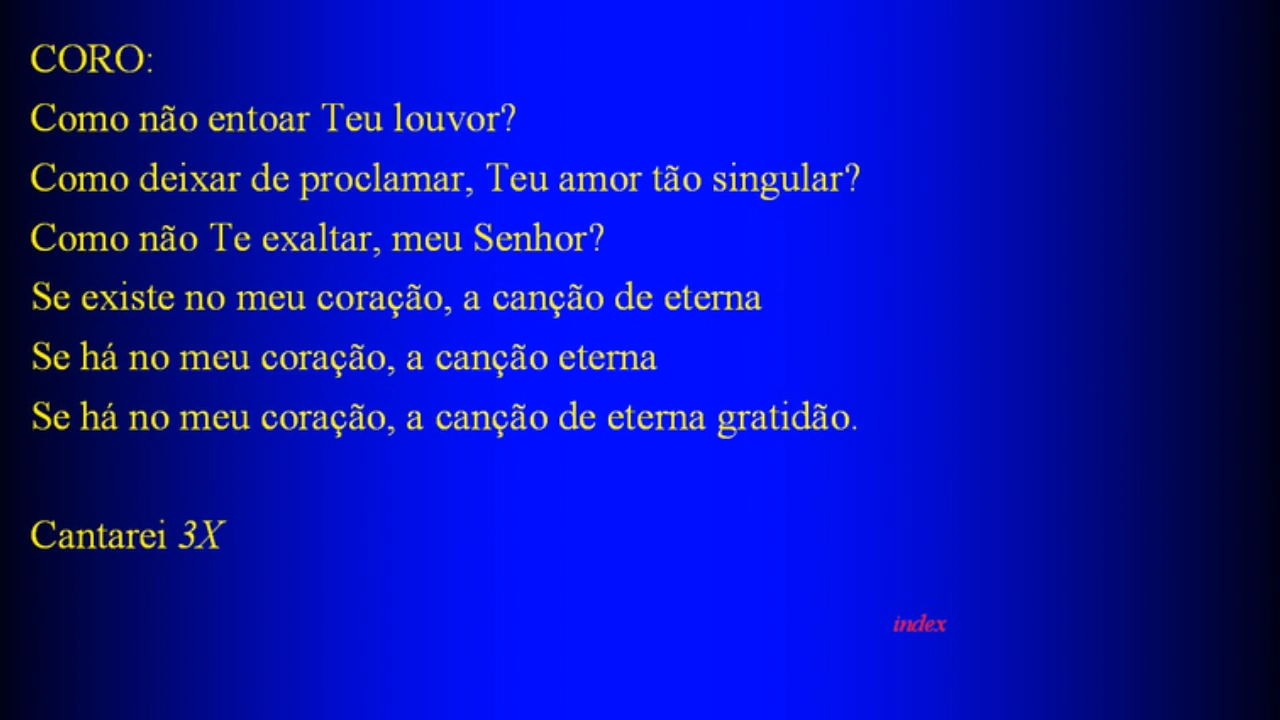 CORO:
Como não entoar Teu louvor?
Como deixar de proclamar, Teu amor tão singular?
Como não Te exaltar, meu Senhor?
Se existe no meu coração, a canção de eterna
Se há no meu coração, a canção eterna
Se há no meu coração, a canção de eterna gratidão.
Cantarei 3X
index